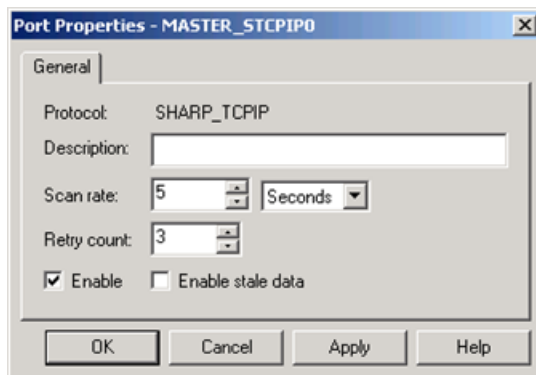 Port Properties - MASTER_STCPIP0
General
Protocol: SHARP_TCPIP
Description:
Scan rate: 5 Seconds
Retry count: 3
Enable Enable stale data
OK Cancel Apply Help